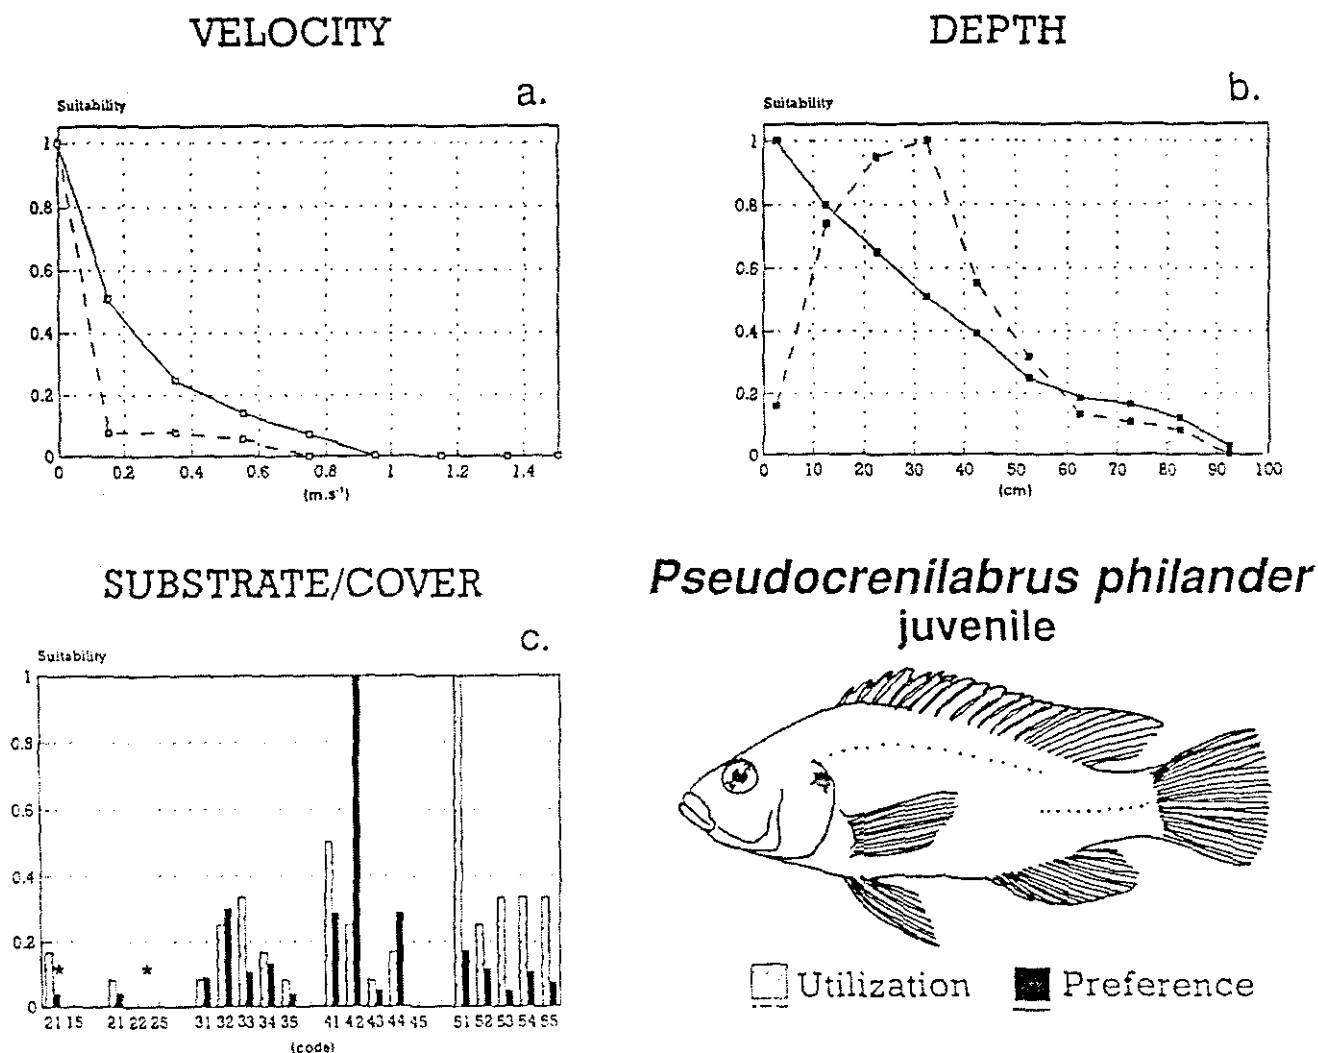 VELOCITY
a.
Suitability
1
0.8
0.6
0.4
0.2
0
0 0.2 0.4 0.6 0.8 1 1.2 1.4
(m.s⁻¹)
DEPTH
b.
Suitability
1
0.8
0.6
0.4
0.2
0
0 10 20 30 40 50 60 70 80 90 100
(cm)
SUBSTRATE/COVER
c.
Suitability
1
0.8
0.6
0.4
0.2
0
* *
21 15 21 22 25 31 32 33 34 35 41 42 43 44 45 51 52 53 54 55
(code)
Pseudocrenilabrus philander
juvenile
Utilization Preference